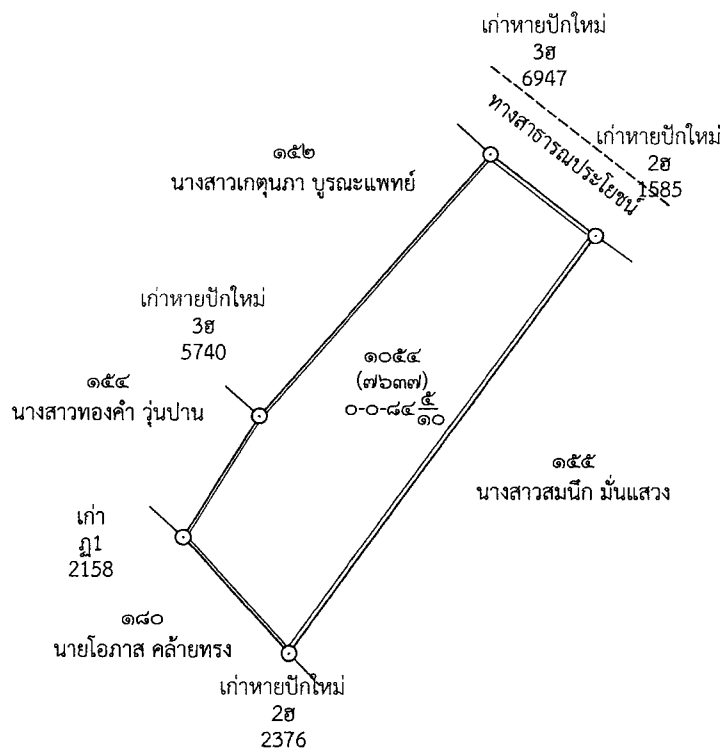 เก่าหายปักใหม่
3ฮ
6947
ทางสาธารณประโยชน์
เก่าหายปักใหม่
2ฮ
1585
๑๕๒
นางสาวเกตุนภา บูรณะแพทย์
เก่าหายปักใหม่
3ฮ
5740
๑๐๕๔
(๗๖๓๗)
๐-๐-๘๔ ๕/๑๐
๑๕๔
นางสาวทองคำ วุ่นปาน
๑๕๕
นางสาวสมนึก มั่นแสวง
เก่า
ฏ1
2158
๑๘๐
นายโอภาส คล้ายทรง
เก่าหายปักใหม่
2ฮ
2376